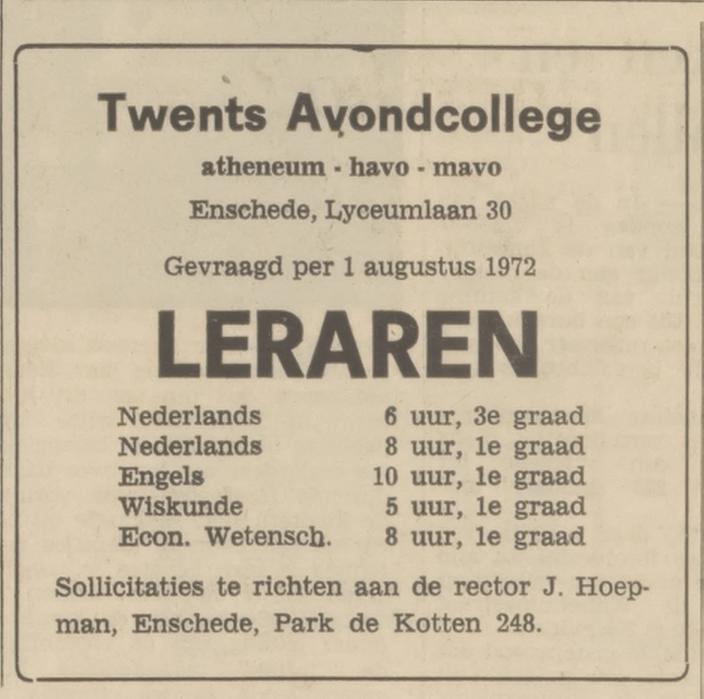 Twents Avondcollege
atheneum - havo - mavo
Enschede, Lyceumlaan 30
Gevraagd per 1 augustus 1972
LERAREN
Nederlands 6 uur, 3e graad
Nederlands 8 uur, 1e graad
Engels 10 uur, 1e graad
Wiskunde 5 uur, 1e graad
Econ. Wetensch. 8 uur, 1e graad
Sollicitaties te richten aan de rector J. Hoep-
man, Enschede, Park de Kotten 248.